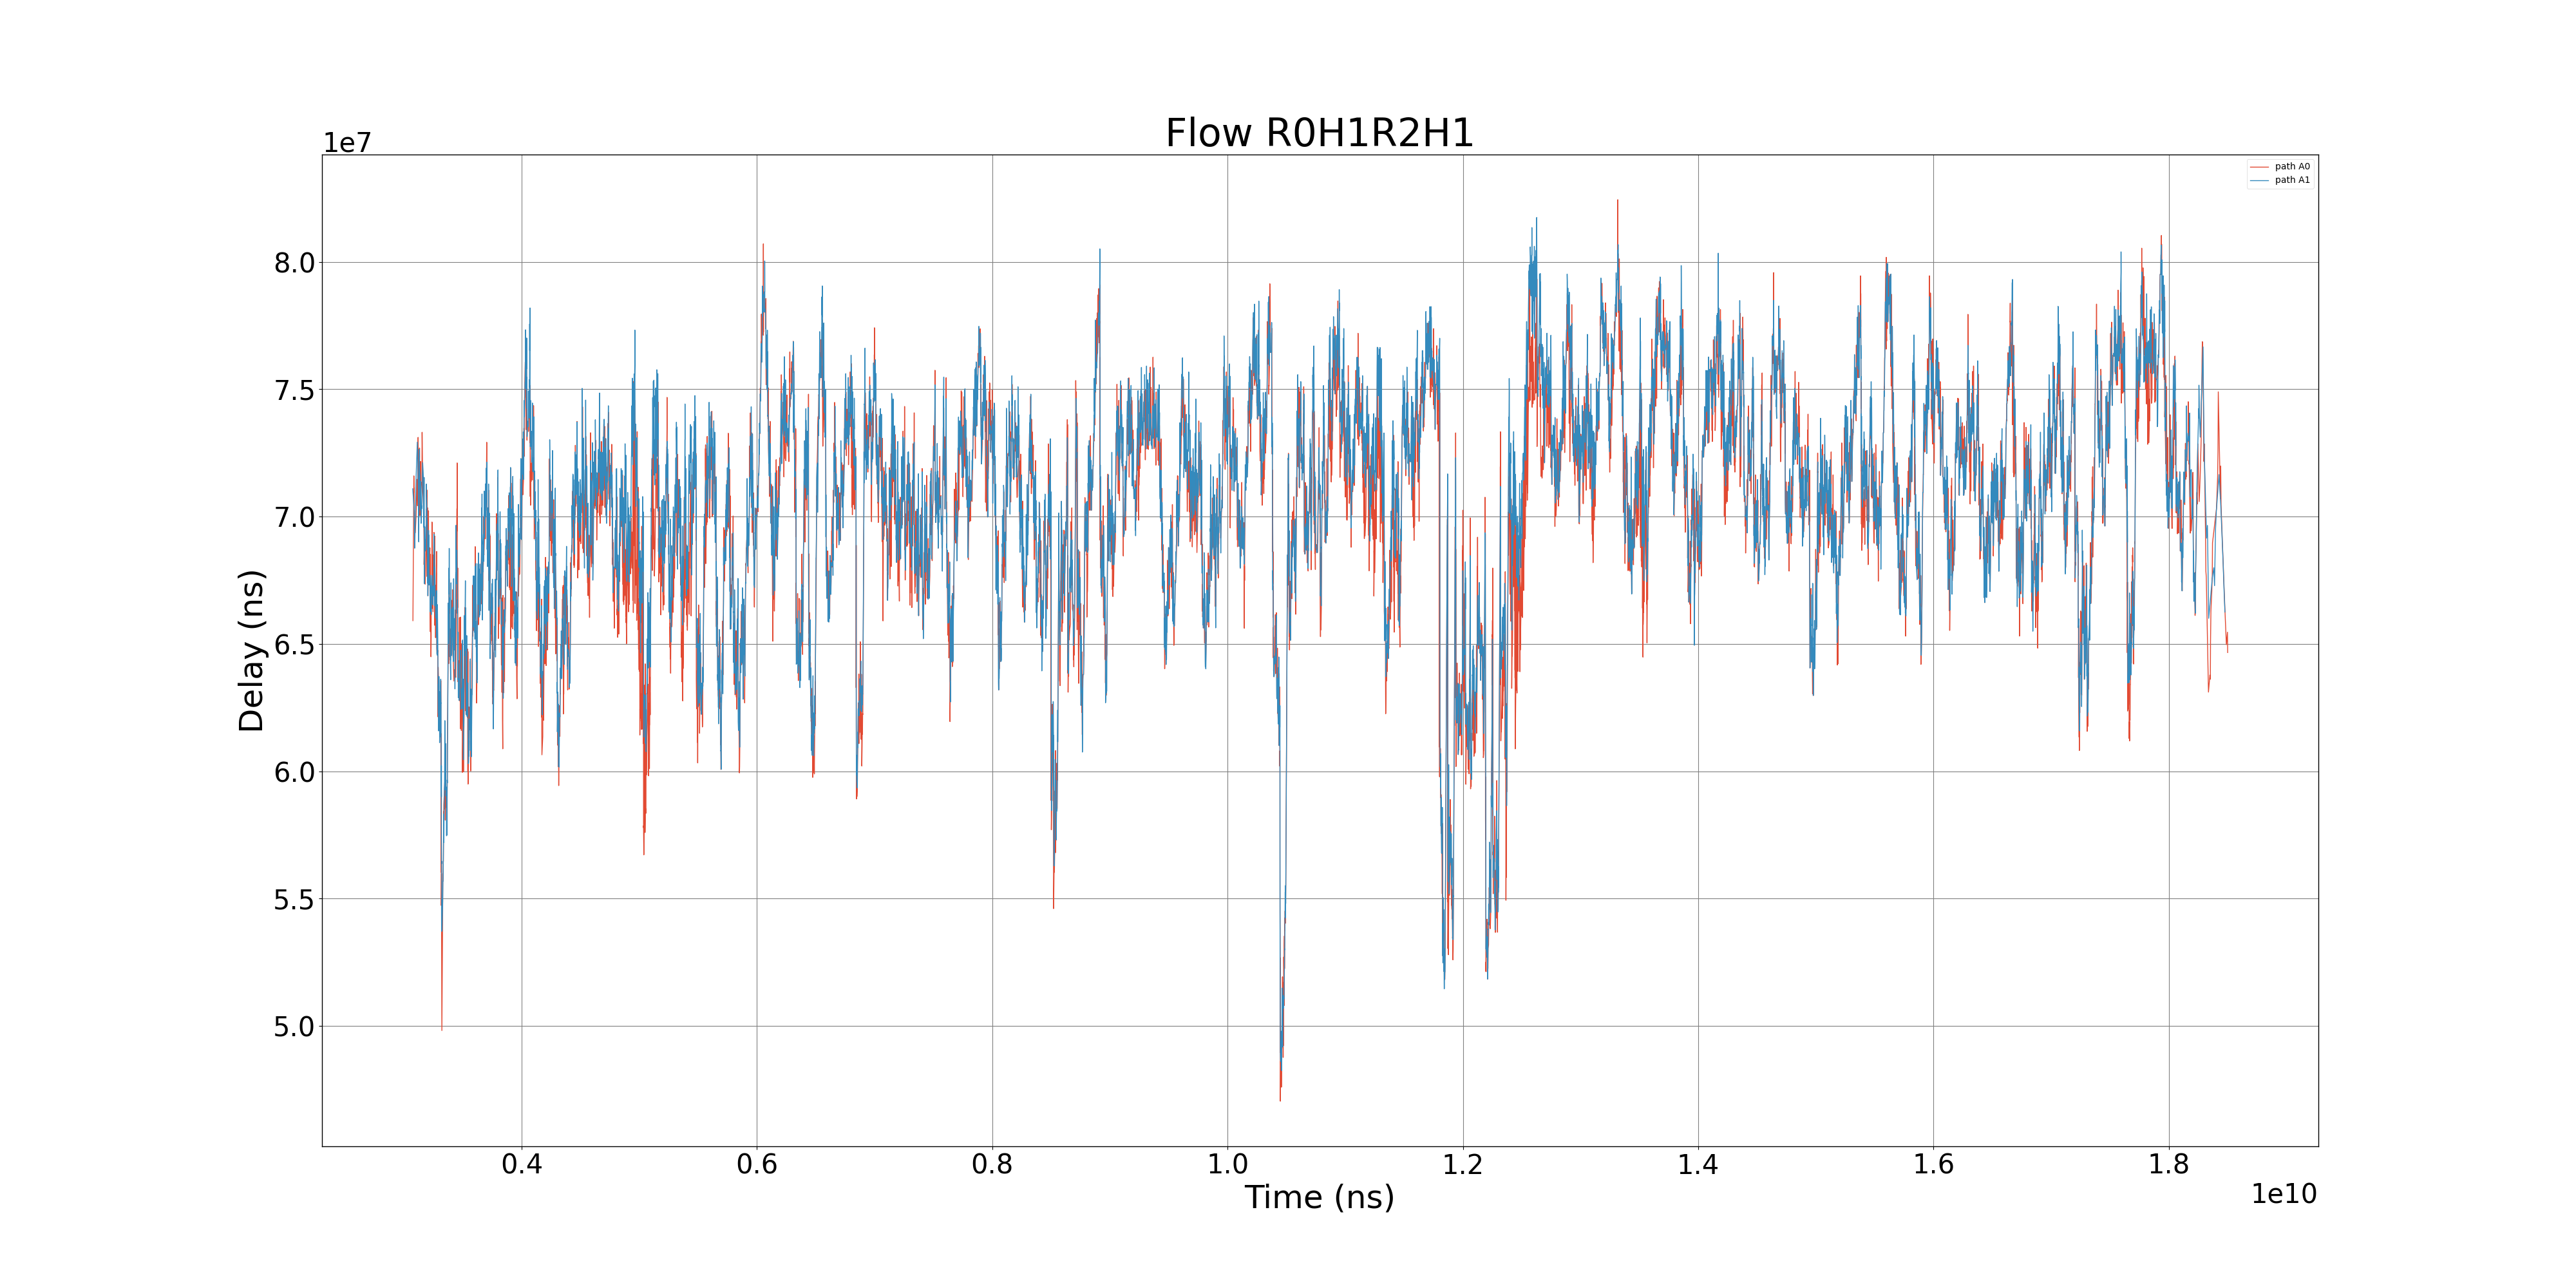 Flow R0H1R2H1
1e7
path A0
path A1
8.0
7.5
7.0
6.5
6.0
5.5
5.0
Delay (ns)
0.4 0.6 0.8 1.0 1.2 1.4 1.6 1.8
Time (ns)
1e10